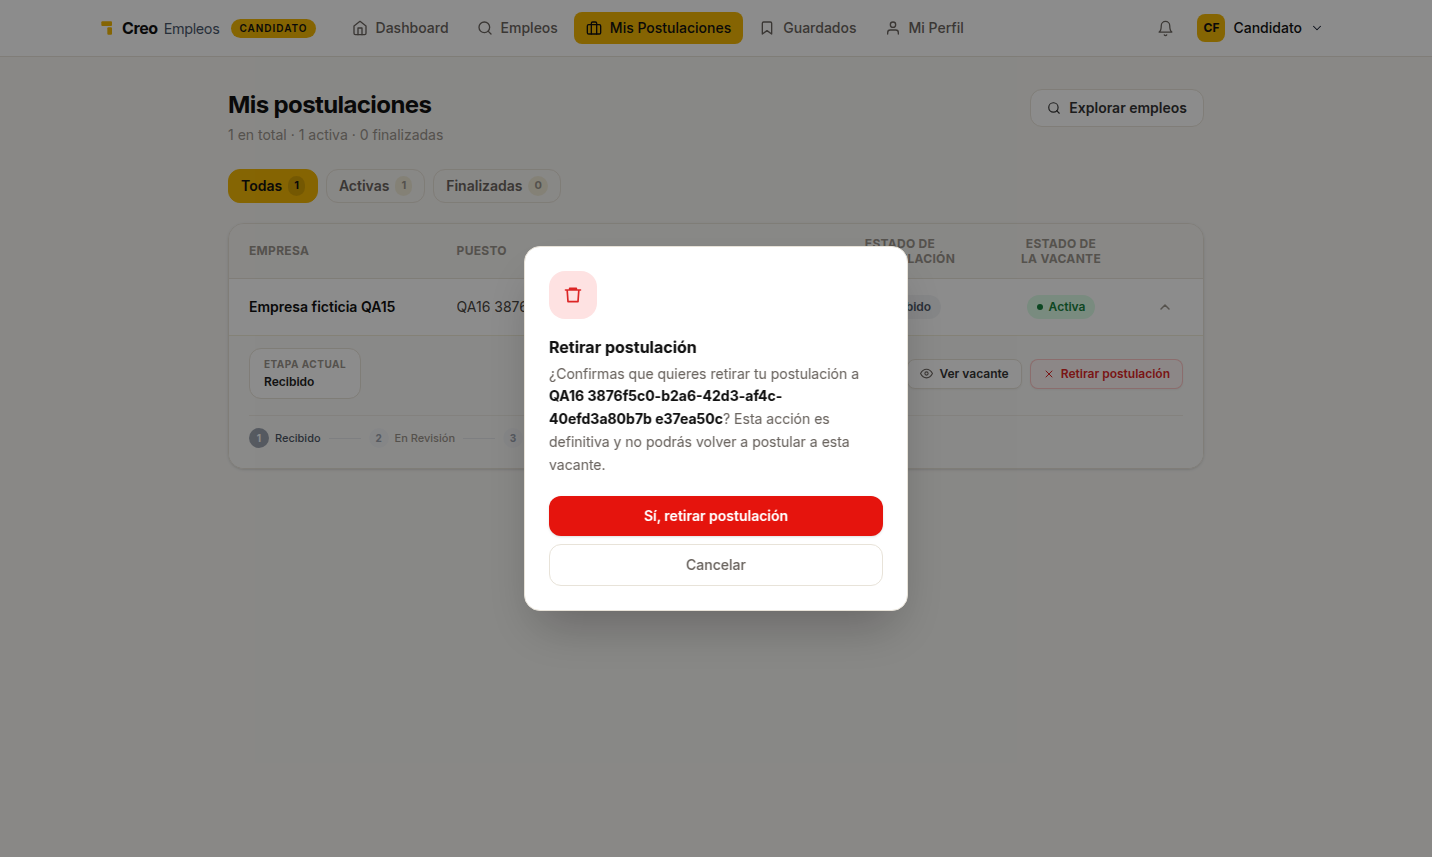 Creo Empleos CANDIDATO Dashboard Empleos Mis Postulaciones Guardados Mi Perfil CF Candidato
Mis postulaciones
Explorar empleos
1 en total · 1 activa · 0 finalizadas
Todas 1 Activas 1 Finalizadas 0
EMPRESA PUESTO ESTADO DE ESTADO DE
LA VACANTE
Empresa ficticia QA15 QA16 3876 Activa
ETAPA ACTUAL
Recibido
Ver vacante Retirar postulación
1 Recibido 2 En Revisión 3
Retirar postulación
¿Confirmas que quieres retirar tu postulación a
QA16 3876f5c0-b2a6-42d3-af4c-
40efd3a80b7b e37ea50c? Esta acción es
definitiva y no podrás volver a postular a esta
vacante.
Sí, retirar postulación
Cancelar